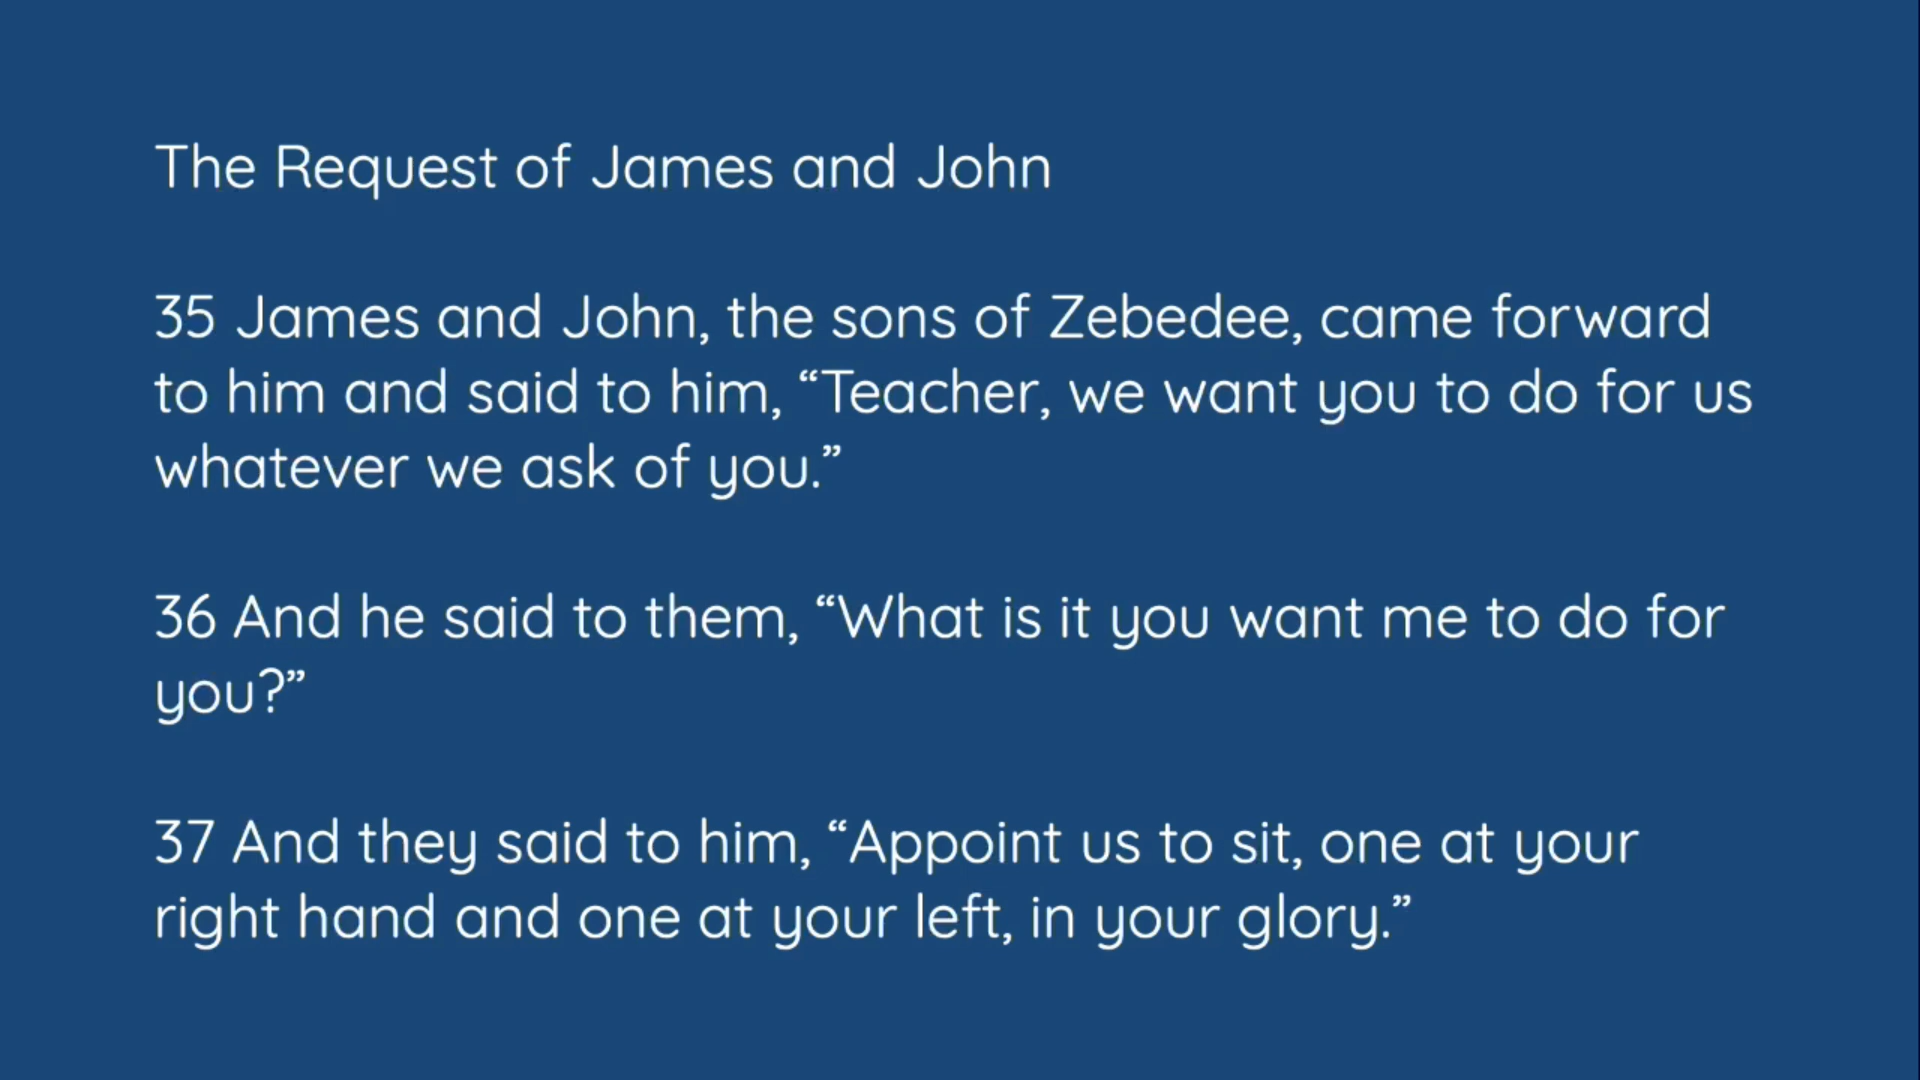 The Request of James and John
35 James and John, the sons of Zebedee, came forward
to him and said to him, “Teacher, we want you to do for us
whatever we ask of you.”
36 And he said to them, “What is it you want me to do for
you?”
37 And they said to him, “Appoint us to sit, one at your
right hand and one at your left, in your glory.”